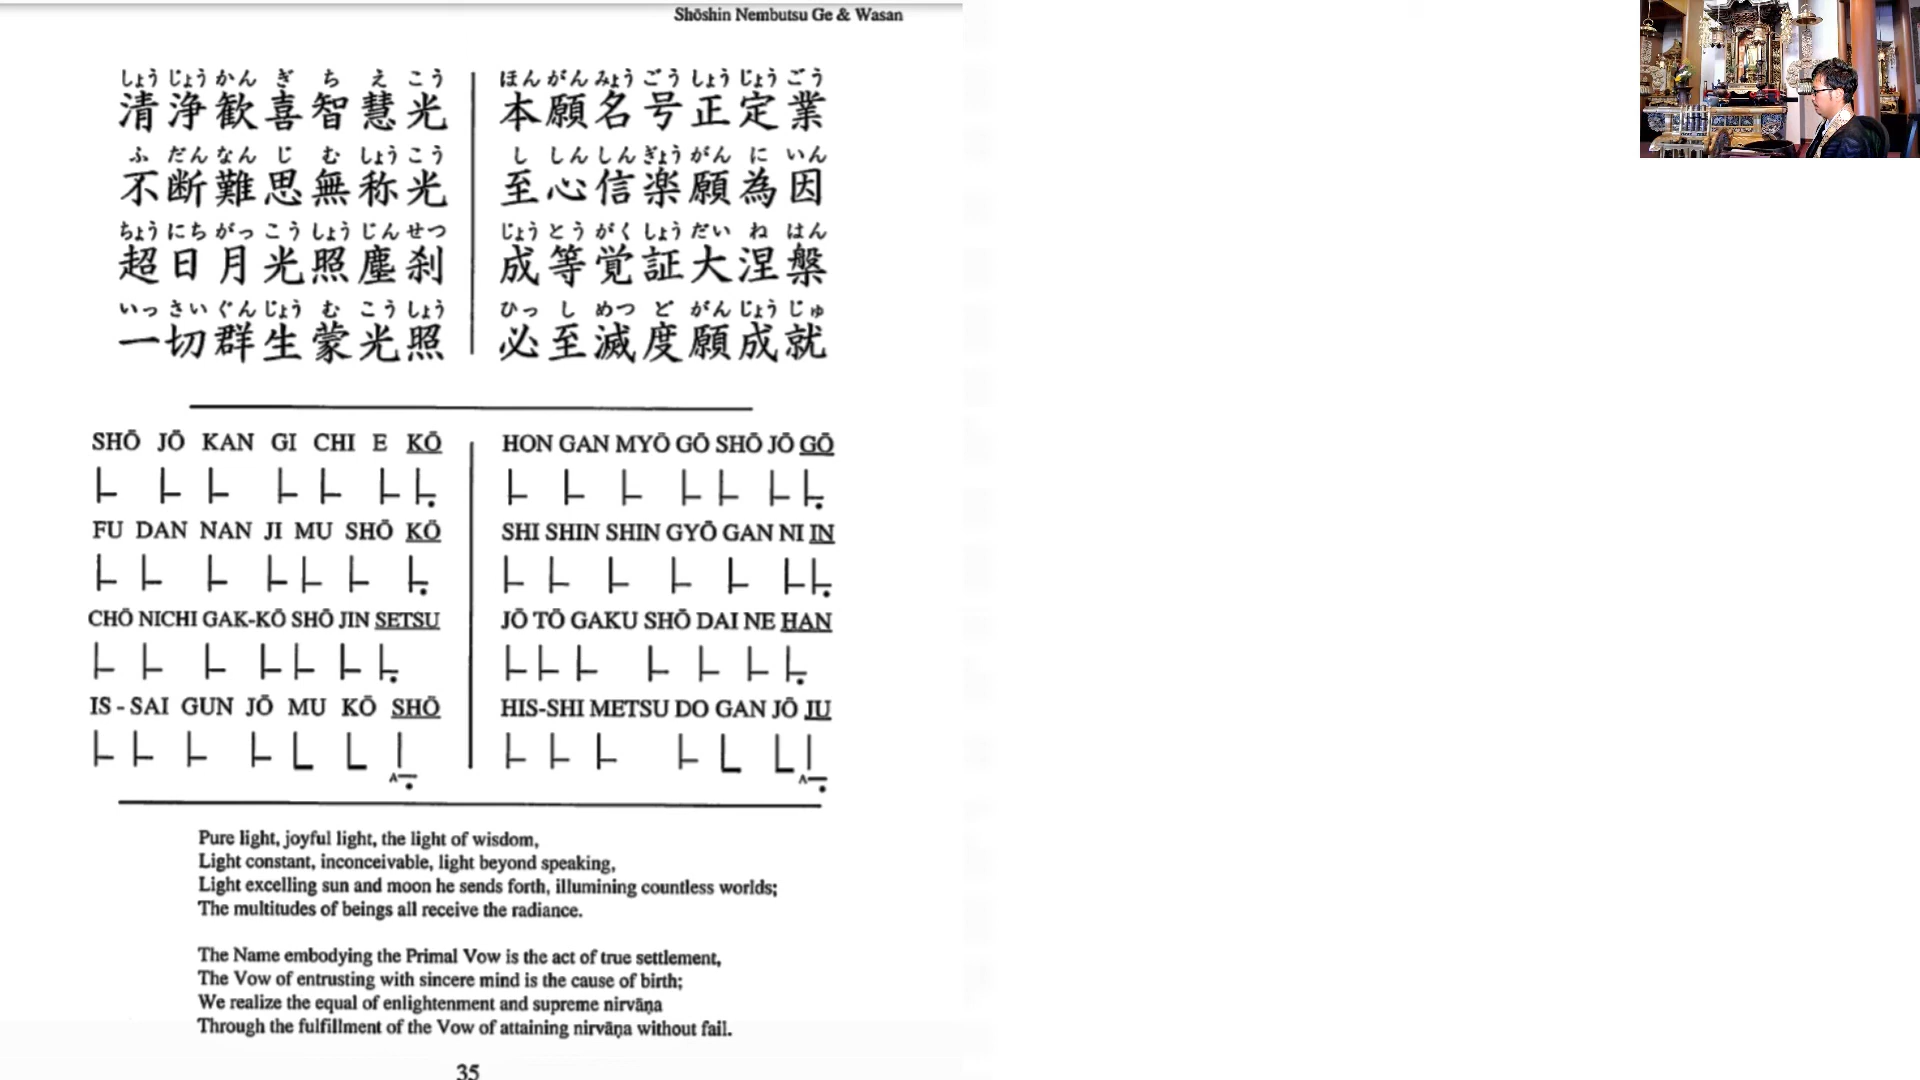 Shōshin Nembutsu Ge & Wasan
しょう じょう かん ぎ ち え こう
清浄歓喜智慧光
ふ だん なん じ む しょう こう
不断難思無称光
ちょう にち がっ こう しょう じん せつ
超日月光照塵刹
いっ さい ぐん じょう む こう しょう
一切群生蒙光照
ほん がん みょう ごう しょう じょう ごう
本願名号正定業
し しん しん ぎょう がん に いん
至心信楽願為因
じょう とう がく しょう だい ね はん
成等覚証大涅槃
ひっ し めつ ど がん じょう じゅ
必至滅度願成就
SHŌ JŌ KAN GI CHI E KŌ
FU DAN NAN JI MU SHŌ KŌ
CHŌ NICHI GAK-KŌ SHŌ JIN SETSU
IS - SAI GUN JŌ MU KŌ SHŌ
A
HON GAN MYŌ GŌ SHŌ JŌ GŌ
SHI SHIN SHIN GYŌ GAN NI IN
JŌ TŌ GAKU SHŌ DAI NE HAN
HIS-SHI METSU DO GAN JŌ JU
A
Pure light, joyful light, the light of wisdom,
Light constant, inconceivable, light beyond speaking,
Light excelling sun and moon he sends forth, illumining countless worlds;
The multitudes of beings all receive the radiance.
The Name embodying the Primal Vow is the act of true settlement,
The Vow of entrusting with sincere mind is the cause of birth;
We realize the equal of enlightenment and supreme nirvāṇa
Through the fulfillment of the Vow of attaining nirvāṇa without fail.
35